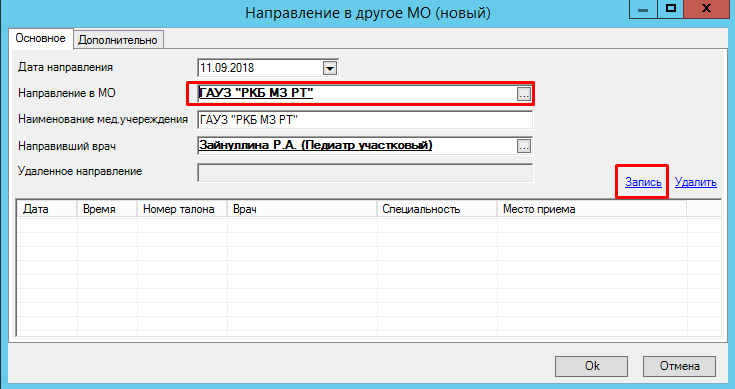 Направление в другое МО (новый)
Основное Дополнительно
Дата направления 11.09.2018
Направление в МО ГАУЗ "РКБ МЗ РТ" ...
Наименование мед.учереждения ГАУЗ "РКБ МЗ РТ"
Направивший врач Зайнуллина Р.А. (Педиатр участковый) ...
Удаленное направление
Запись Удалить
Дата Время Номер талона Врач Специальность Место приема
Ok Отмена